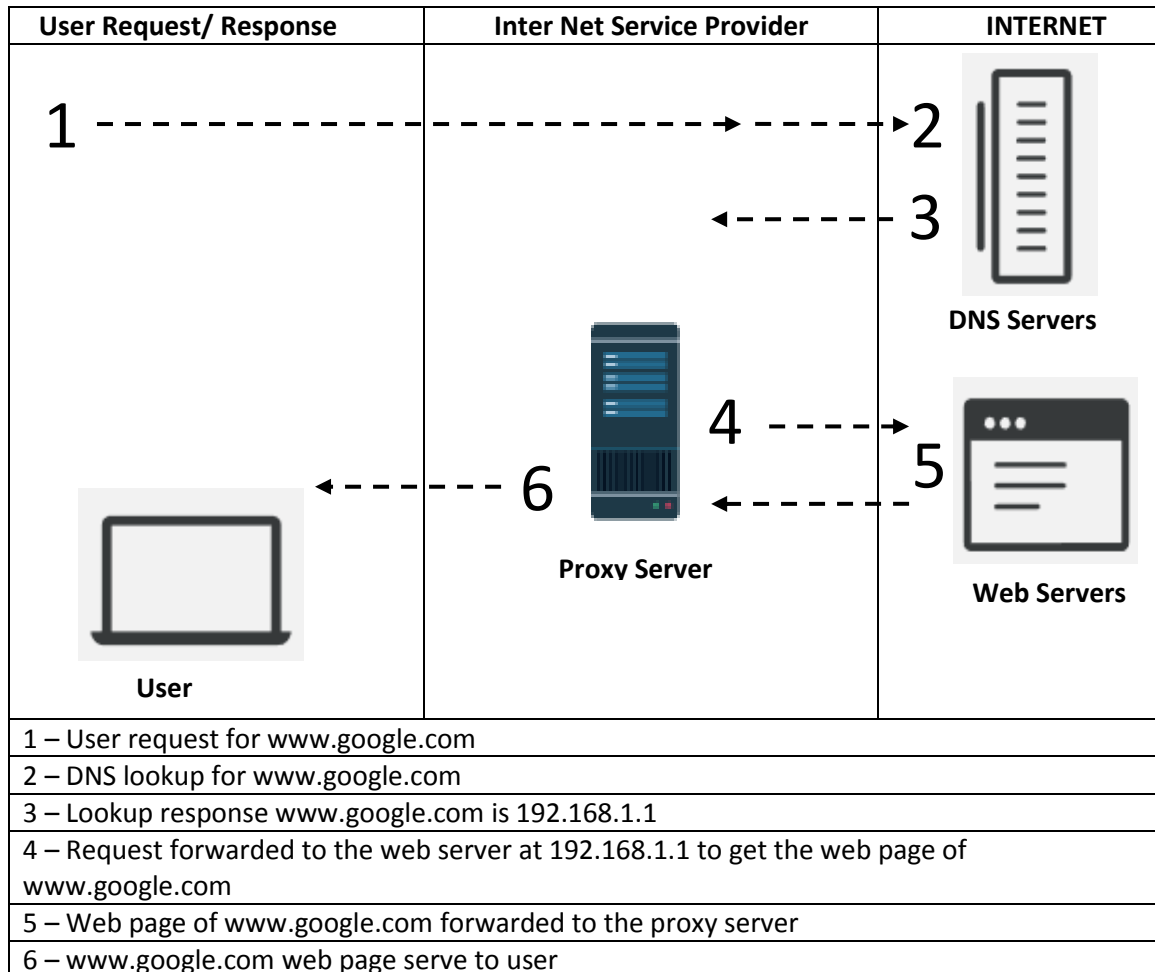 User Request/ Response
Inter Net Service Provider
INTERNET
1
2
3
DNS Servers
4
5
6
Proxy Server
Web Servers
User
1 – User request for www.google.com
2 – DNS lookup for www.google.com
3 – Lookup response www.google.com is 192.168.1.1
4 – Request forwarded to the web server at 192.168.1.1 to get the web page of
www.google.com
5 – Web page of www.google.com forwarded to the proxy server
6 – www.google.com web page serve to user